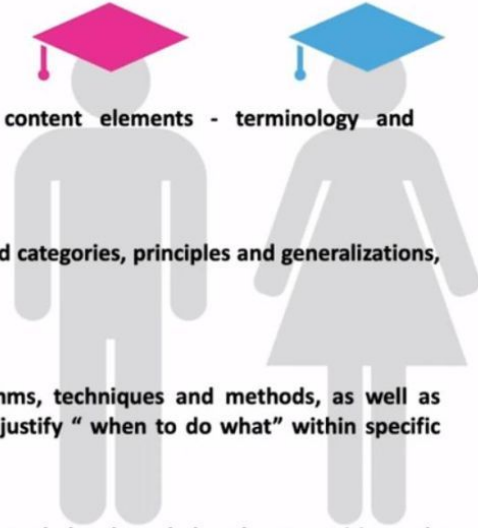 content elements - terminology and
d categories, principles and generalizations,
ms, techniques and methods, as well as
justify “ when to do what” within specific